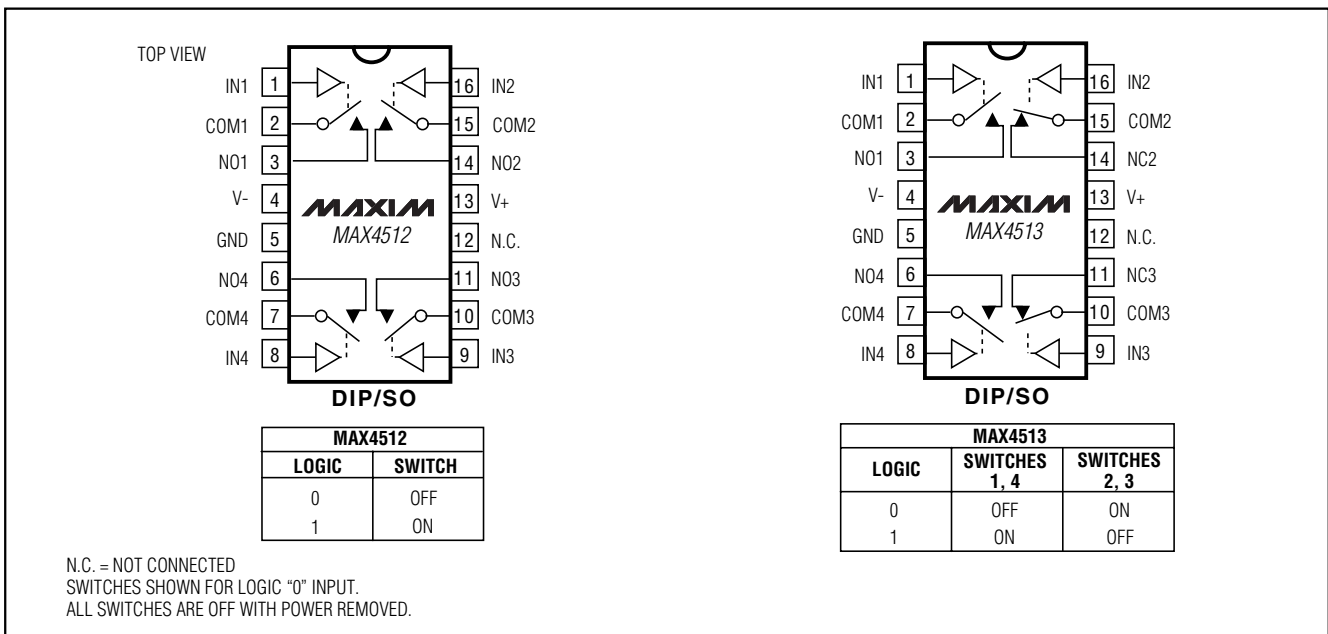 TOP VIEW
IN1 1 16 IN2
COM1 2 15 COM2
NO1 3 14 NO2
V- 4 13 V+
MAXIM
MAX4512
GND 5 12 N.C.
NO4 6 11 NO3
COM4 7 10 COM3
IN4 8 9 IN3
DIP/SO
MAX4512
LOGIC SWITCH
0 OFF
1 ON
IN1 1 16 IN2
COM1 2 15 COM2
NO1 3 14 NC2
V- 4 13 V+
MAXIM
MAX4513
GND 5 12 N.C.
NO4 6 11 NC3
COM4 7 10 COM3
IN4 8 9 IN3
DIP/SO
MAX4513
LOGIC SWITCHES 1, 4 SWITCHES 2, 3
0 OFF ON
1 ON OFF
N.C. = NOT CONNECTED
SWITCHES SHOWN FOR LOGIC “0” INPUT.
ALL SWITCHES ARE OFF WITH POWER REMOVED.